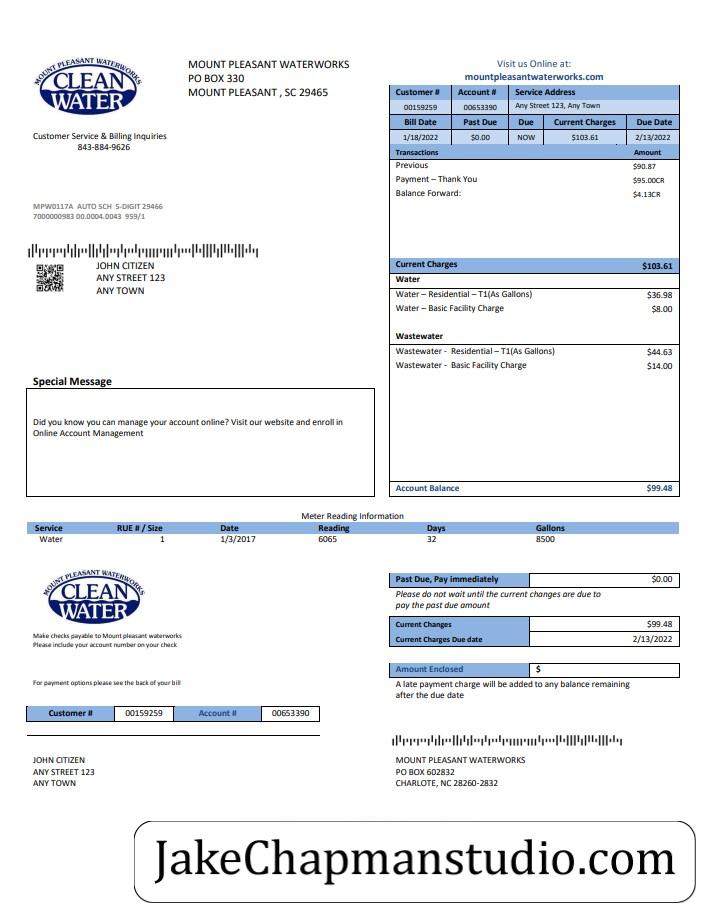 MOUNT PLEASANT WATERWORKS
CLEAN
WATER
MOUNT PLEASANT WATERWORKS
PO BOX 330
MOUNT PLEASANT , SC 29465
Customer Service & Billing Inquiries
843-884-9626
MPW0117A AUTO SCH 5-DIGIT 29466
7000000983 00.0004.0043 959/1
JOHN CITIZEN
ANY STREET 123
ANY TOWN
Visit us Online at:
mountpleasantwaterworks.com
Customer # Account # Service Address
00159259 00653390 Any Street 123, Any Town
Bill Date Past Due Due Current Charges Due Date
1/18/2022 $0.00 NOW $103.61 2/13/2022
Transactions Amount
Previous $90.87
Payment – Thank You $95.00CR
Balance Forward: $4.13CR
Current Charges $103.61
Water
Water – Residential – T1(As Gallons) $36.98
Water – Basic Facility Charge $8.00
Wastewater
Wastewater - Residential – T1(As Gallons) $44.63
Wastewater - Basic Facility Charge $14.00
Account Balance $99.48
Special Message
Did you know you can manage your account online? Visit our website and enroll in
Online Account Management
Meter Reading Information
Service RUE # / Size Date Reading Days Gallons
Water 1 1/3/2017 6065 32 8500
MOUNT PLEASANT WATERWORKS
CLEAN
WATER
Make checks payable to Mount pleasant waterworks
Please include your account number on your check
For payment options please see the back of your bill
Customer # 00159259 Account # 00653390
JOHN CITIZEN
ANY STREET 123
ANY TOWN
Past Due, Pay immediately $0.00
Please do not wait until the current changes are due to
pay the past due amount
Current Changes $99.48
Current Charges Due date 2/13/2022
Amount Enclosed $
A late payment charge will be added to any balance remaining
after the due date
MOUNT PLEASANT WATERWORKS
PO BOX 602832
CHARLOTE, NC 28260-2832
JakeChapmanstudio.com